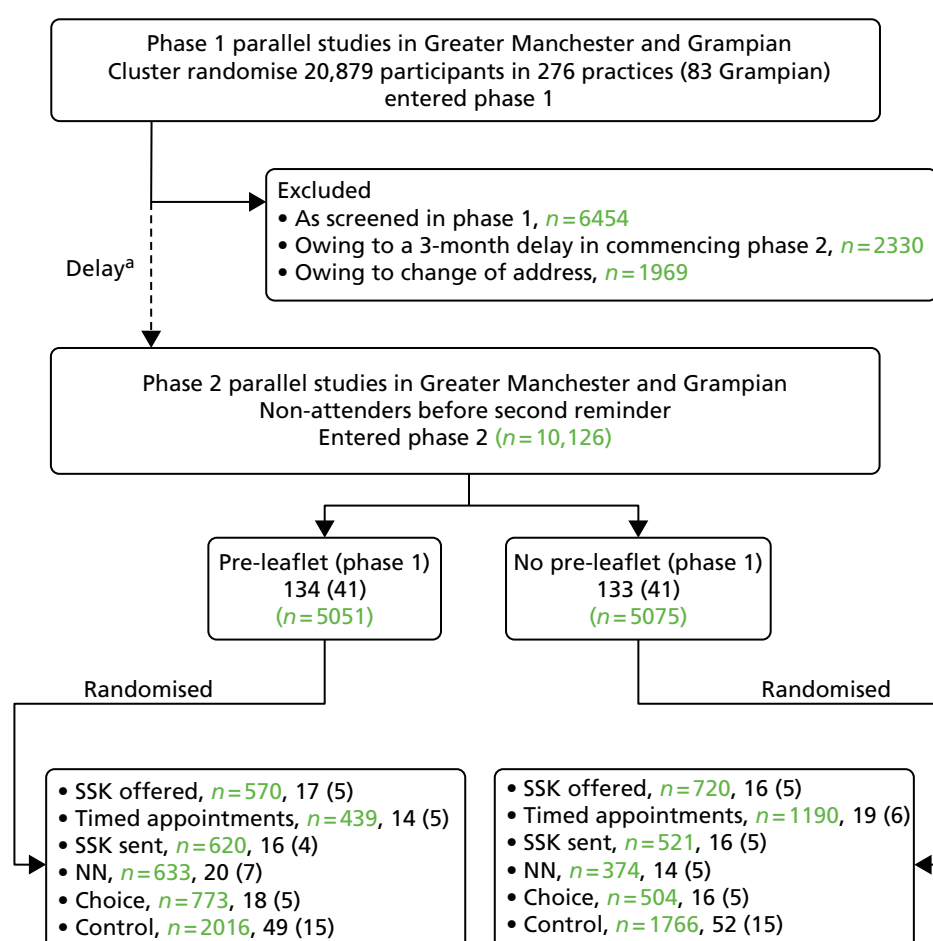 Phase 1 parallel studies in Greater Manchester and Grampian
Cluster randomise 20,879 participants in 276 practices (83 Grampian)
entered phase 1
Excluded
• As screened in phase 1, n=6454
• Owing to a 3-month delay in commencing phase 2, n=2330
• Owing to change of address, n=1969
Delayª
Phase 2 parallel studies in Greater Manchester and Grampian
Non-attenders before second reminder
Entered phase 2 (n=10,126)
Pre-leaflet (phase 1)
134 (41)
(n=5051)
No pre-leaflet (phase 1)
133 (41)
(n=5075)
Randomised
Randomised
• SSK offered, n=570, 17 (5)
• Timed appointments, n=439, 14 (5)
• SSK sent, n=620, 16 (4)
• NN, n=633, 20 (7)
• Choice, n=773, 18 (5)
• Control, n=2016, 49 (15)
• SSK offered, n=720, 16 (5)
• Timed appointments, n=1190, 19 (6)
• SSK sent, n=521, 16 (5)
• NN, n=374, 14 (5)
• Choice, n=504, 16 (5)
• Control, n=1766, 52 (15)